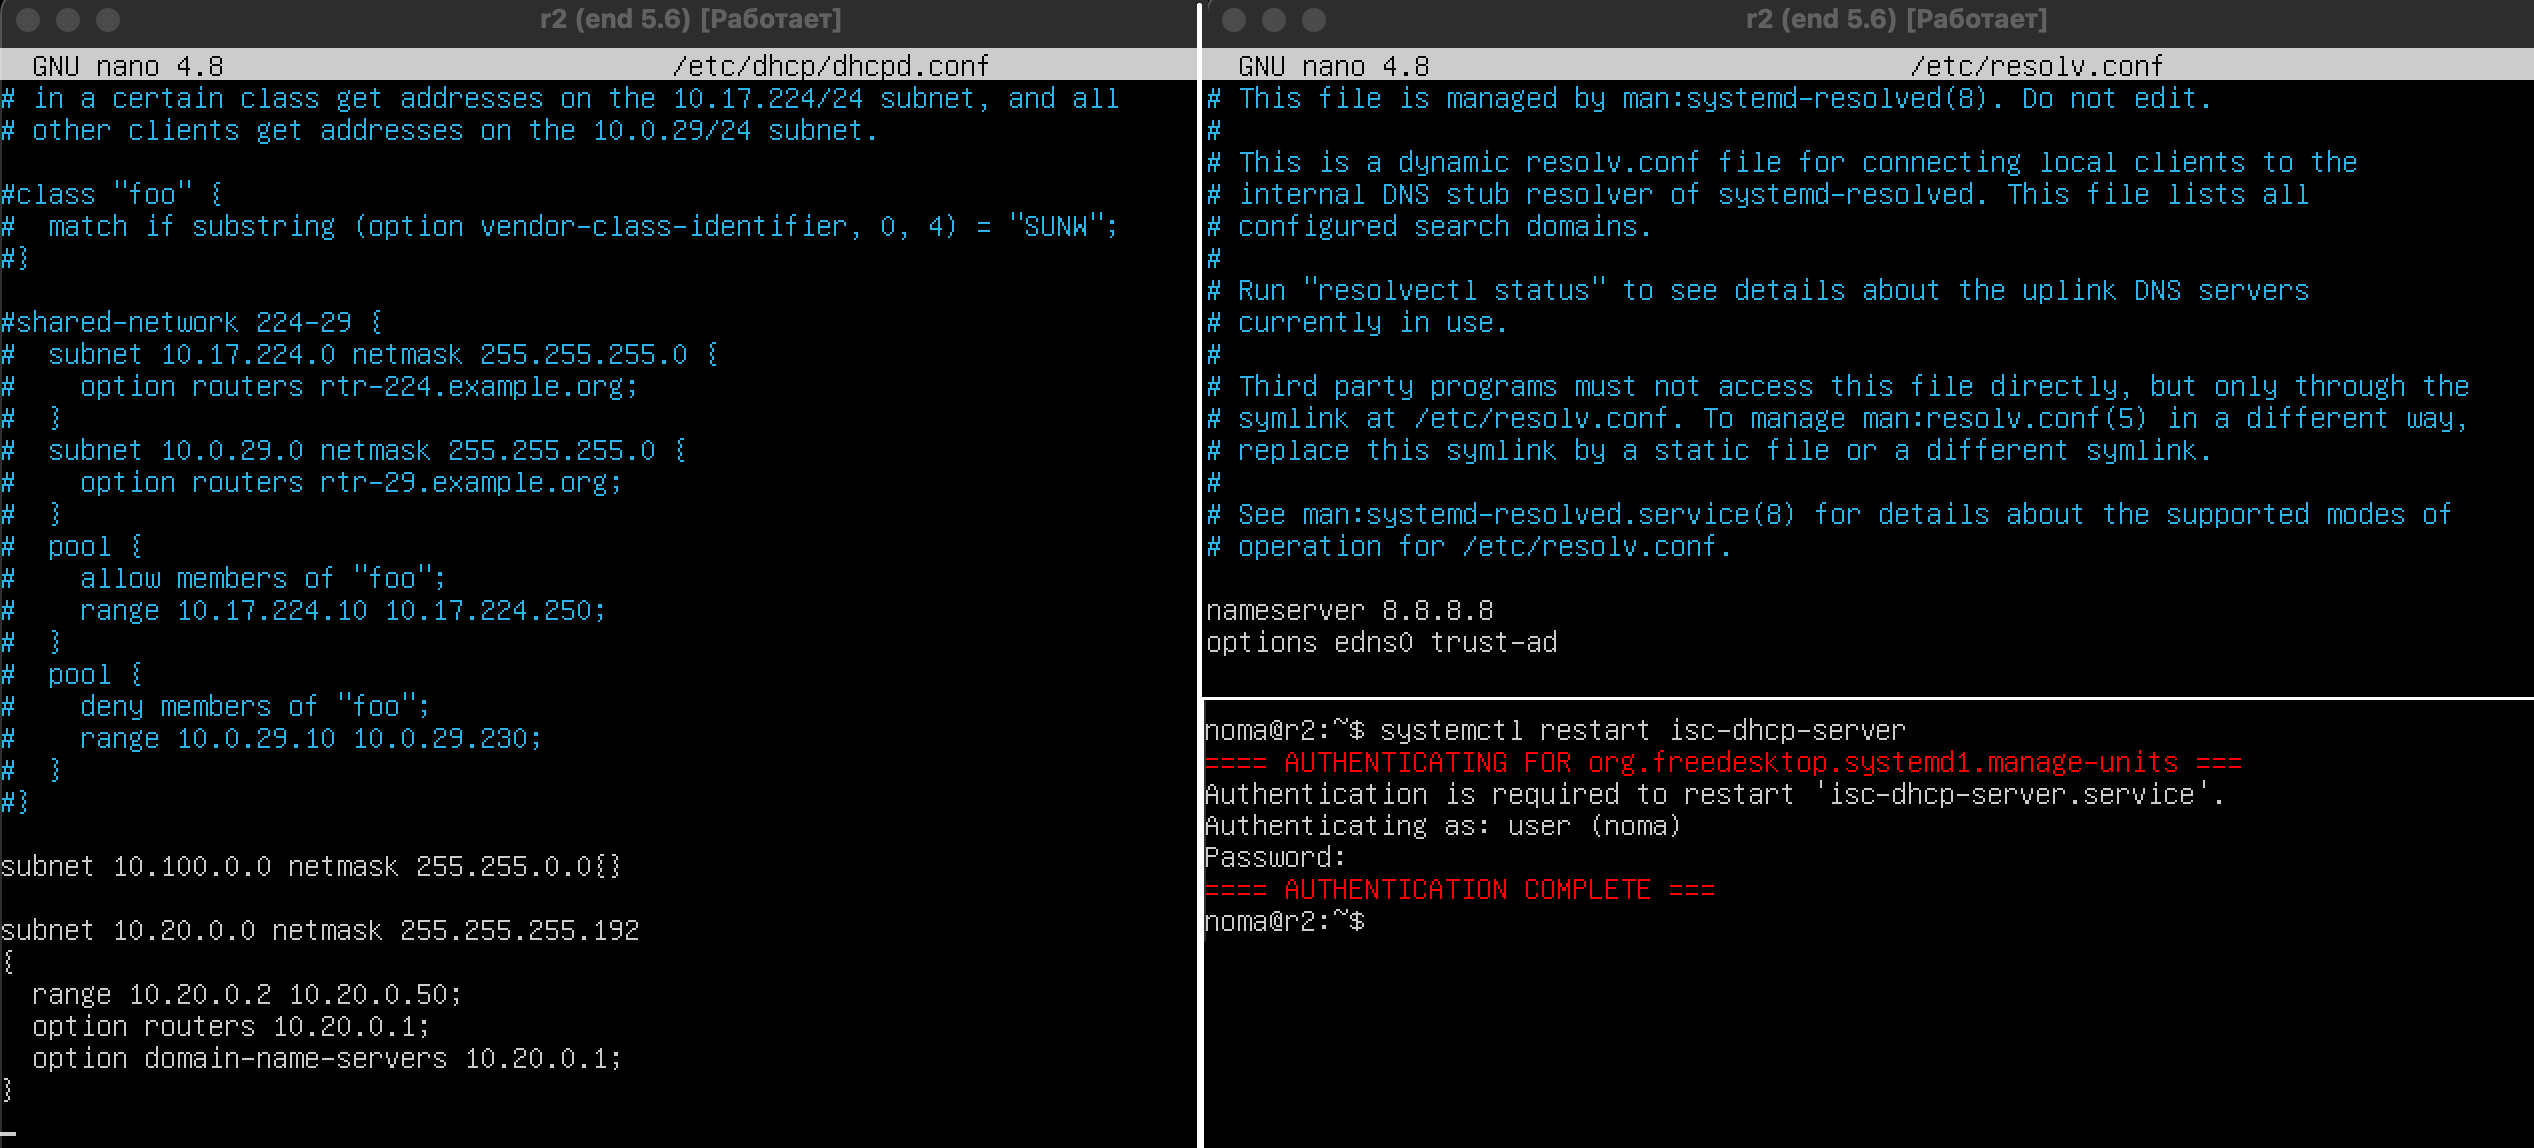 r2 (end 5.6) [Работает]
GNU nano 4.8 /etc/dhcp/dhcpd.conf
# in a certain class get addresses on the 10.17.224/24 subnet, and all
# other clients get addresses on the 10.0.29/24 subnet.
#class "foo" {
#  match if substring (option vendor-class-identifier, 0, 4) = "SUNW";
#}
#shared-network 224-29 {
#  subnet 10.17.224.0 netmask 255.255.255.0 {
#    option routers rtr-224.example.org;
#  }
#  subnet 10.0.29.0 netmask 255.255.255.0 {
#    option routers rtr-29.example.org;
#  }
#  pool {
#    allow members of "foo";
#    range 10.17.224.10 10.17.224.250;
#  }
#  pool {
#    deny members of "foo";
#    range 10.0.29.10 10.0.29.230;
#  }
#}
subnet 10.100.0.0 netmask 255.255.0.0{}
subnet 10.20.0.0 netmask 255.255.255.192
{
  range 10.20.0.2 10.20.0.50;
  option routers 10.20.0.1;
  option domain-name-servers 10.20.0.1;
}
r2 (end 5.6) [Работает]
GNU nano 4.8 /etc/resolv.conf
# This file is managed by man:systemd-resolved(8). Do not edit.
#
# This is a dynamic resolv.conf file for connecting local clients to the
# internal DNS stub resolver of systemd-resolved. This file lists all
# configured search domains.
#
# Run "resolvectl status" to see details about the uplink DNS servers
# currently in use.
#
# Third party programs must not access this file directly, but only through the
# symlink at /etc/resolv.conf. To manage man:resolv.conf(5) in a different way,
# replace this symlink by a static file or a different symlink.
#
# See man:systemd-resolved.service(8) for details about the supported modes of
# operation for /etc/resolv.conf.
nameserver 8.8.8.8
options edns0 trust-ad
noma@r2:~$ systemctl restart isc-dhcp-server
==== AUTHENTICATING FOR org.freedesktop.systemd1.manage-units ===
Authentication is required to restart 'isc-dhcp-server.service'.
Authenticating as: user (noma)
Password:
==== AUTHENTICATION COMPLETE ===
noma@r2:~$